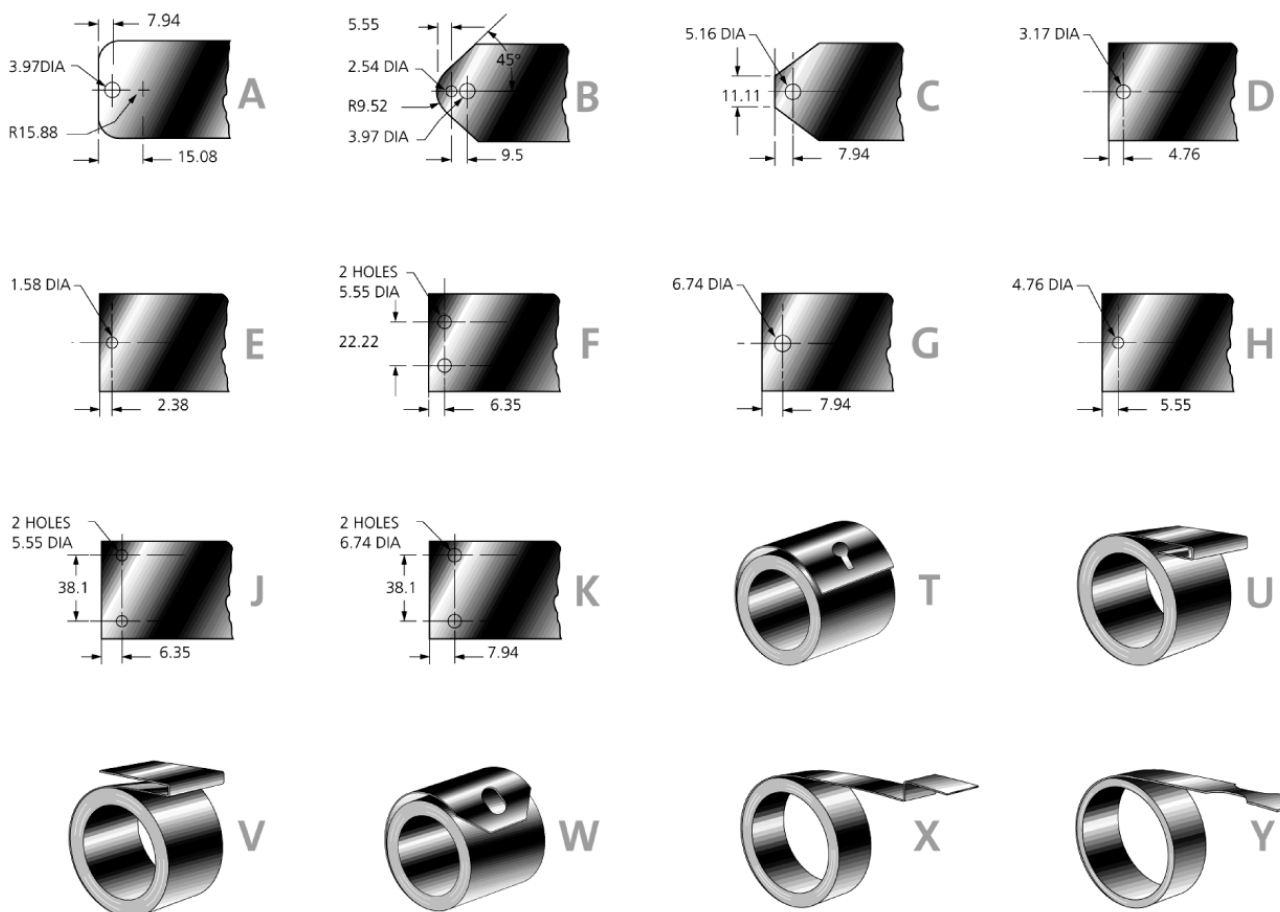 7.94
3.97DIA
R15.88
15.08
A
5.55
45°
2.54 DIA
R9.52
3.97 DIA
9.5
B
5.16 DIA
11.11
7.94
C
3.17 DIA
4.76
D
1.58 DIA
2.38
E
2 HOLES
5.55 DIA
22.22
6.35
F
6.74 DIA
7.94
G
4.76 DIA
5.55
H
2 HOLES
5.55 DIA
38.1
6.35
J
2 HOLES
6.74 DIA
38.1
7.94
K
T
U
V
W
X
Y